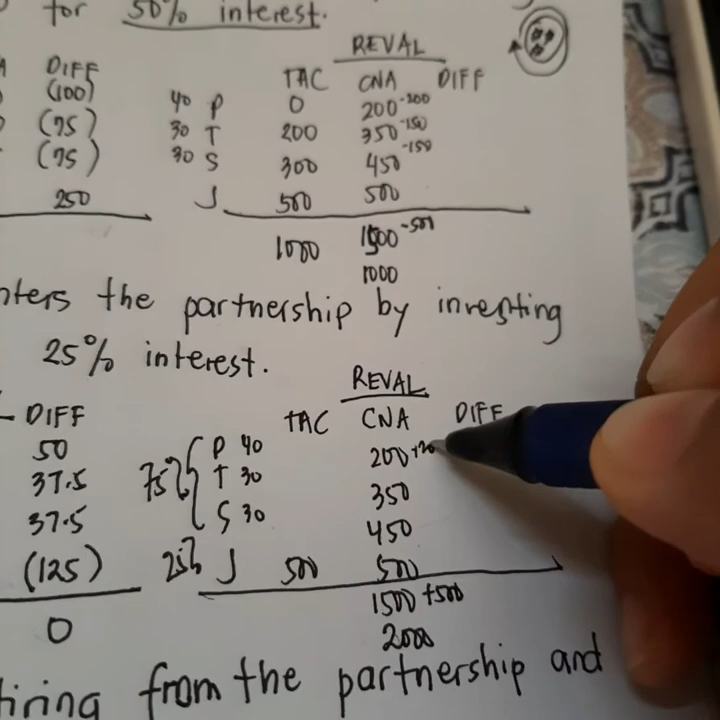 for 50% interest.
REVAL
DIFF TAC CNA DIFF
(100) 40 P 0 200 -200
(75) 30 T 200 350 -150
(75) 30 S 300 450 -150
250 J 500 500
1000 1500 -500
1000
nters the partnership by investing
25% interest.
REVAL
DIFF TAC CNA DIFF
50 P 40 200 +20
37.5 75% T 30 350
37.5 S 30 450
(125) 25% J 500 500
0 1500 +500
2000
tiring from the partnership and